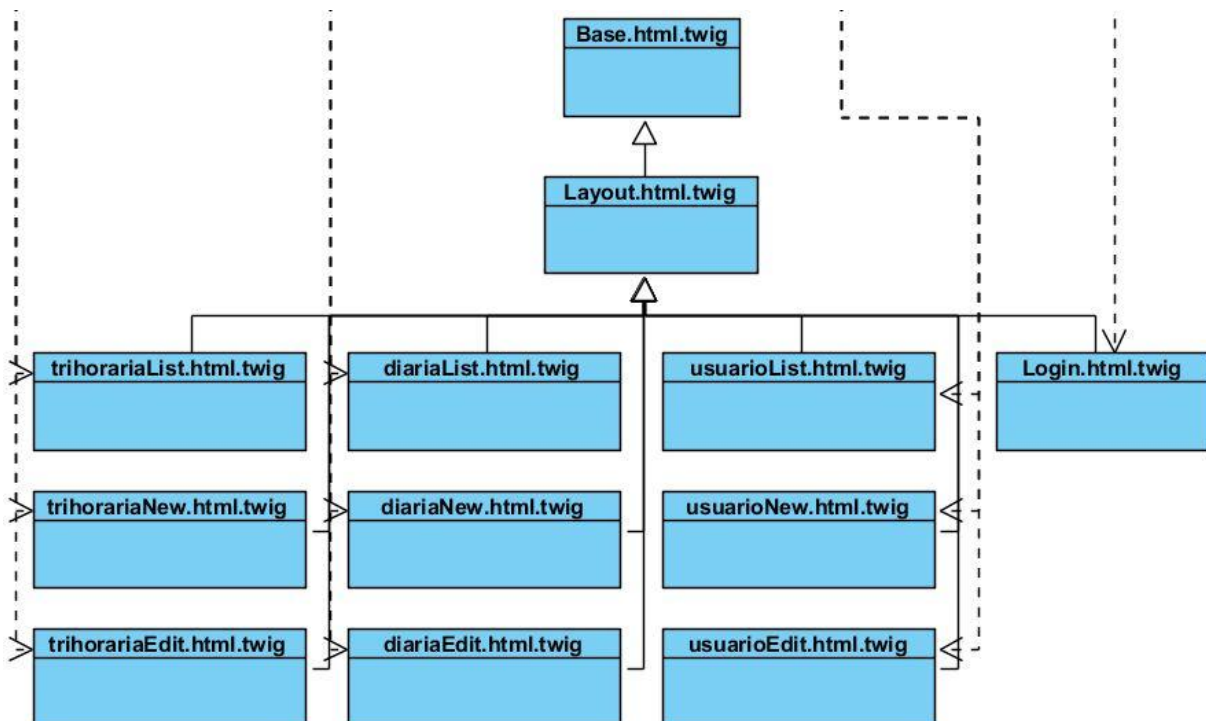 Base.html.twig
Layout.html.twig
trihorariaList.html.twig
diariaList.html.twig
usuarioList.html.twig
Login.html.twig
trihorariaNew.html.twig
diariaNew.html.twig
usuarioNew.html.twig
trihorariaEdit.html.twig
diariaEdit.html.twig
usuarioEdit.html.twig